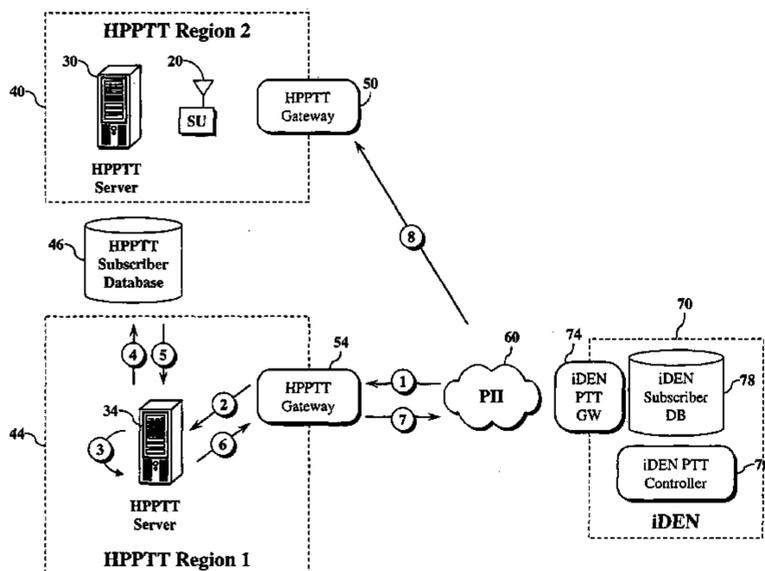 HPPTT Region 2
30
20
50
40
SU
HPPTT
Gateway
HPPTT
Server
46
HPPTT
Subscriber
Database
8
70
4
5
54
60
74
HPPTT
Gateway
1
PII
iDEN
PTT
GW
iDEN
Subscriber
DB
78
34
2
7
44
3
6
iDEN PTT
Controller
HPPTT
Server
iDEN
HPPTT Region 1